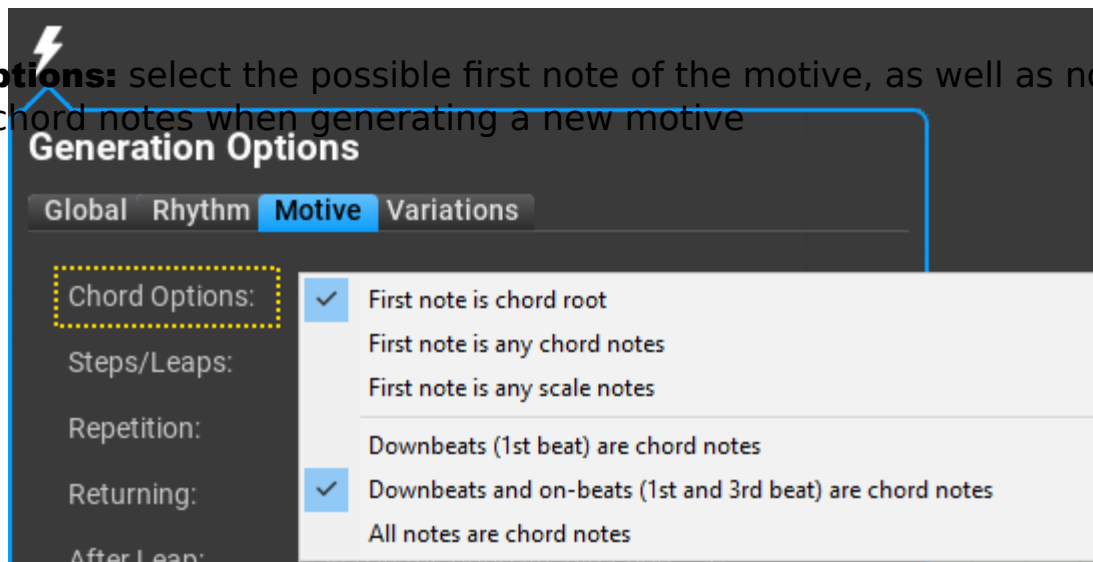 select the possible first note of the motive, as well as
chord notes when generating a new motive
Generation Options
Global Rhythm Motive Variations
Chord Options:
First note is chord root
First note is any chord notes
Steps/Leaps:
First note is any scale notes
Repetition:
Downbeats (1st beat) are chord notes
Returning:
Downbeats and on-beats (1st and 3rd beat) are chord notes
All notes are chord notes
After Leap: